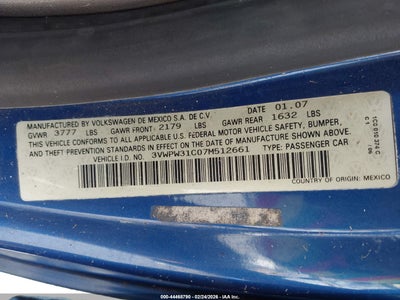 MANUFACTURED BY VOLKSWAGEN DE MEXICO S.A. DE C.V. 01.07
GVWR 3777 LBS GAWR FRONT 2179 LBS GAWR REAR 1632 LBS
THIS VEHICLE CONFORMS TO ALL APPLICABLE U.S. FEDERAL MOTOR VEHICLE SAFETY, BUMPER,
AND THEFT PREVENTION STANDARDS IN EFFECT ON THE DATE OF MANUFACTURE SHOWN ABOVE.
VEHICLE I.D.: 3VWPW31C07M512661 TYPE: PASSENGER CAR
COUNTRY OF ORIGIN: MEXICO
1C0 010 374 C
000-44468790 - 02/24/2026 - IAA Inc.